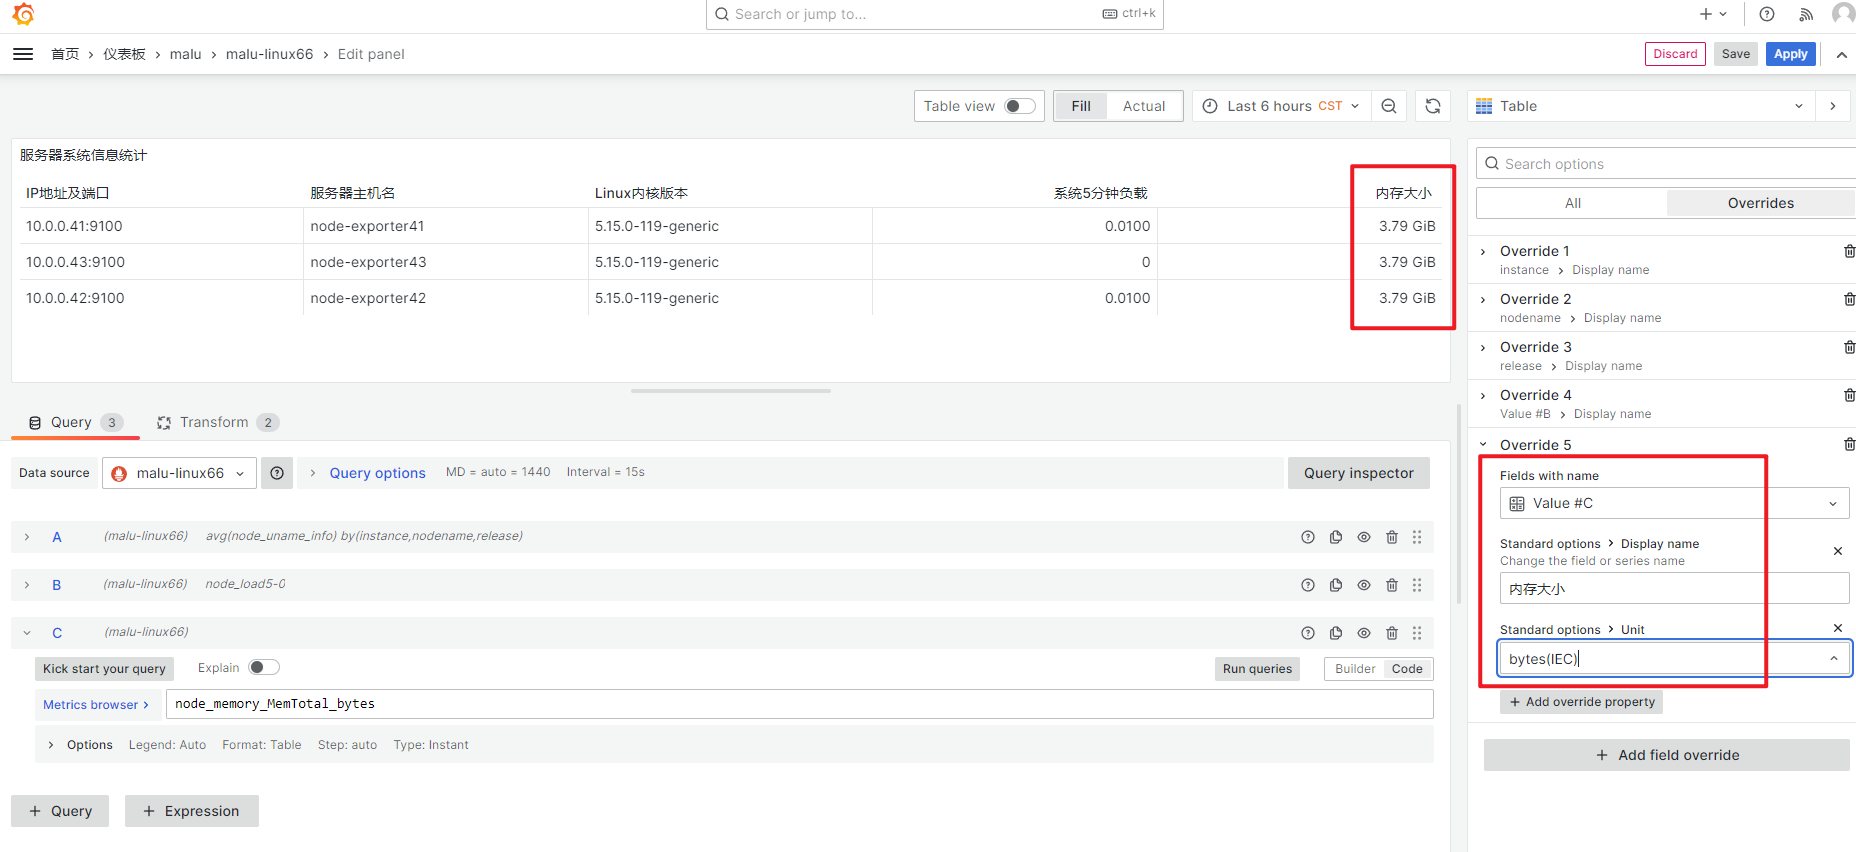 Search or jump to...
ctrl+k
首页 › 仪表板 › malu › malu-linux66 › Edit panel
Discard
Save
Apply
Table view
Fill
Actual
Last 6 hours CST
Table
服务器系统信息统计
IP地址及端口 服务器主机名 Linux内核版本 系统5分钟负载 内存大小
10.0.0.41:9100 node-exporter41 5.15.0-119-generic 0.0100 3.79 GiB
10.0.0.43:9100 node-exporter43 5.15.0-119-generic 0 3.79 GiB
10.0.0.42:9100 node-exporter42 5.15.0-119-generic 0.0100 3.79 GiB
Search options
All
Overrides
Override 1
instance › Display name
Override 2
nodename › Display name
Override 3
release › Display name
Override 4
Value #B › Display name
Override 5
Fields with name
Value #C
Standard options › Display name
Change the field or series name
内存大小
Standard options › Unit
bytes(IEC)
+ Add override property
+ Add field override
Query 3
Transform 2
Data source
malu-linux66
› Query options MD = auto = 1440 Interval = 15s
Query inspector
A (malu-linux66) avg(node_uname_info) by(instance,nodename,release)
B (malu-linux66) node_load5-0
C (malu-linux66)
Kick start your query
Explain
Run queries
Builder
Code
Metrics browser ›
node_memory_MemTotal_bytes
› Options Legend: Auto Format: Table Step: auto Type: Instant
+ Query
+ Expression